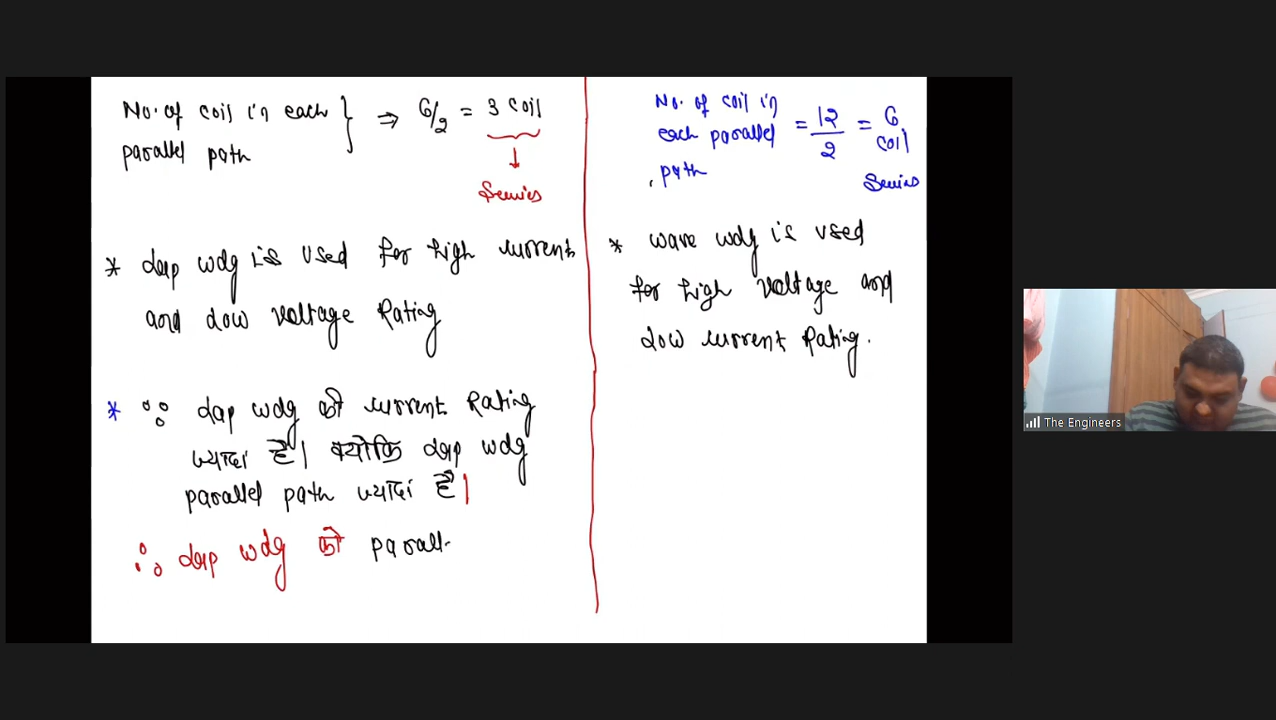 No. of coil in each
parallel path
⇒ 6/2 = 3 coil
Series
* Lap wdg is used for high current
and Low voltage Rating
* ∵ Lap wdg की current Rating
ज्यादा है। क्योकि Lap wdg
parallel path ज्यादा है।
∴ Lap wdg को parall
No. of coil in
each parallel
path
= 12/2 = 6
coil
Series
* wave wdg is used
for high voltage and
Low current Rating.
The Engineers